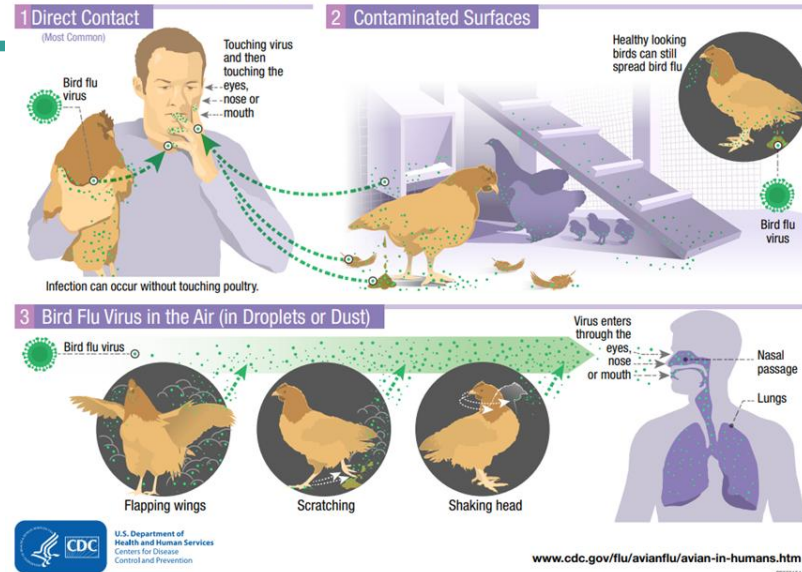 1 Direct Contact
(Most Common)
Bird flu
virus
Touching virus
and then
touching the
eyes,
nose or
mouth
Infection can occur without touching poultry.
2 Contaminated Surfaces
Healthy looking
birds can still
spread bird flu
Bird flu
virus
3 Bird Flu Virus in the Air (in Droplets or Dust)
Bird flu virus
Flapping wings
Scratching
Shaking head
Virus enters
through the
eyes,
nose
or mouth
Nasal
passage
Lungs
CDC
U.S. Department of
Health and Human Services
Centers for Disease
Control and Prevention
www.cdc.gov/flu/avianflu/avian-in-humans.htm